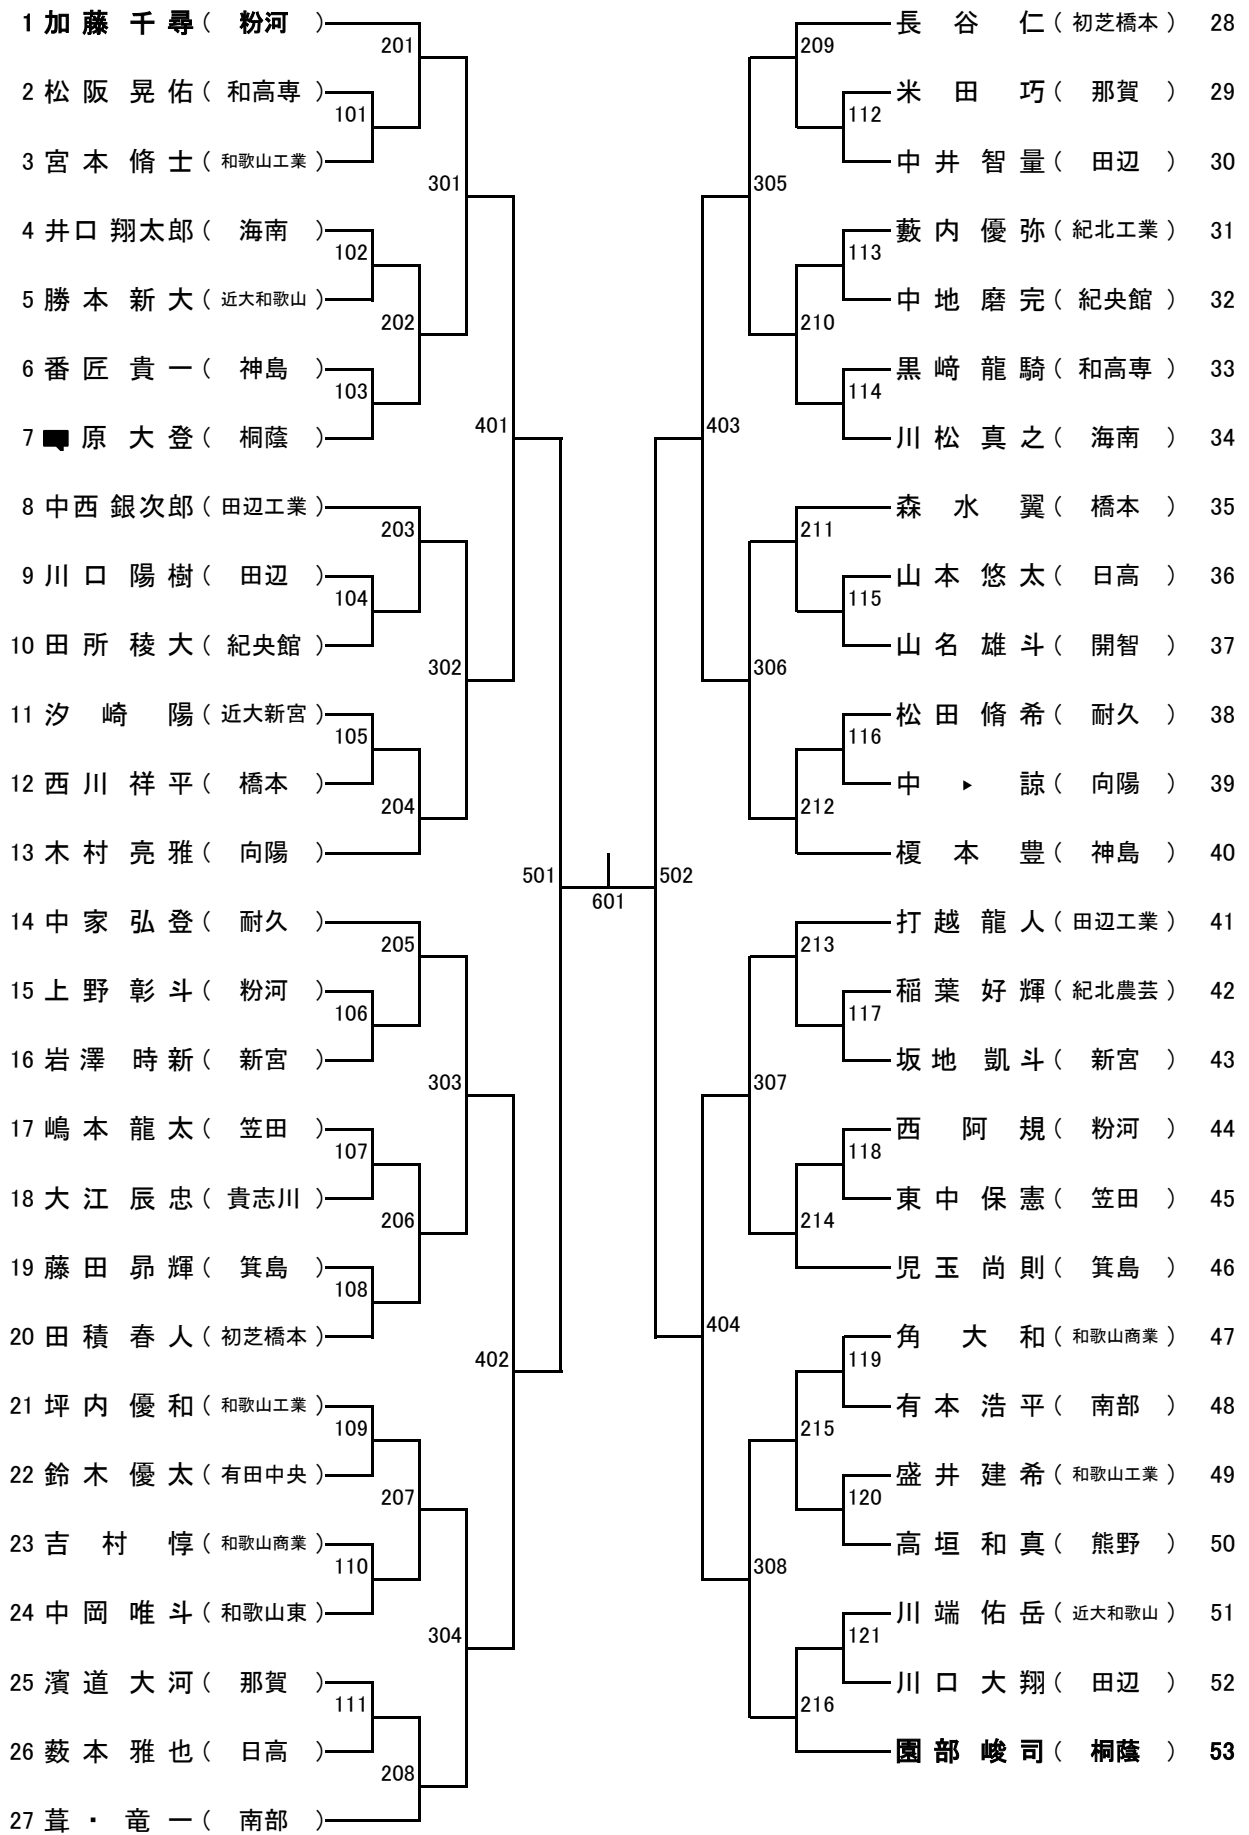 1 加藤千尋(粉河)
201
2 松阪晃佑(和高専)
101
3 宮本脩士(和歌山工業)
301
4 井口翔太郎(海南)
102
5 勝本新大(近大和歌山)
202
6 番匠貴一(神島)
103
7 原大登(桐蔭)
401
8 中西銀次郎(田辺工業)
203
9 川口陽樹(田辺)
104
10 田所稜大(紀央館)
302
11 汐崎陽(近大新宮)
105
12 西川祥平(橋本)
204
13 木村亮雅(向陽)
501
14 中家弘登(耐久)
205
15 上野彰斗(粉河)
106
16 岩澤時新(新宮)
303
17 嶋本龍太(笠田)
107
18 大江辰忠(貴志川)
206
19 藤田昴輝(箕島)
108
20 田積春人(初芝橋本)
402
21 坪内優和(和歌山工業)
109
22 鈴木優太(有田中央)
207
23 吉村惇(和歌山商業)
110
24 中岡唯斗(和歌山東)
304
25 濱道大河(那賀)
111
26 薮本雅也(日高)
208
27 葺・竜一(南部)
601
長谷仁(初芝橋本) 28
209
米田巧(那賀) 29
112
中井智量(田辺) 30
305
藪内優弥(紀北工業) 31
113
中地磨完(紀央館) 32
210
黒﨑龍騎(和高専) 33
114
川松真之(海南) 34
403
森水翼(橋本) 35
211
山本悠太(日高) 36
115
山名雄斗(開智) 37
306
松田脩希(耐久) 38
116
中▸諒(向陽) 39
212
榎本豊(神島) 40
502
打越龍人(田辺工業) 41
213
稲葉好輝(紀北農芸) 42
117
坂地凱斗(新宮) 43
307
西阿規(粉河) 44
118
東中保憲(笠田) 45
214
児玉尚則(箕島) 46
404
角大和(和歌山商業) 47
119
有本浩平(南部) 48
215
盛井建希(和歌山工業) 49
120
高垣和真(熊野) 50
308
川端佑岳(近大和歌山) 51
121
川口大翔(田辺) 52
216
園部峻司(桐蔭) 53